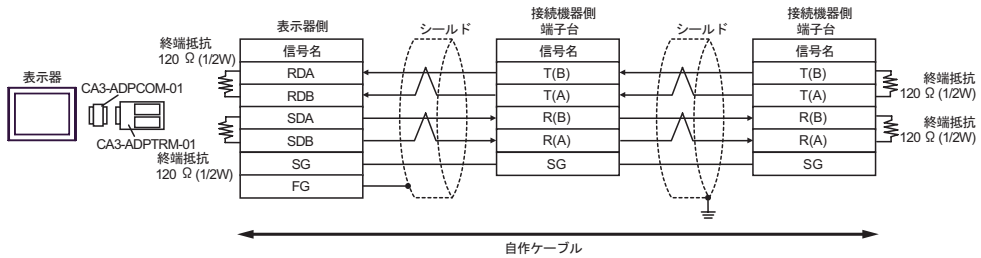 表示器
CA3-ADPCOM-01
CA3-ADPTRM-01
終端抵抗
120 Ω (1/2W)
終端抵抗
120 Ω (1/2W)
表示器側
信号名
RDA
RDB
SDA
SDB
SG
FG
シールド
接続機器側
端子台
信号名
T(B)
T(A)
R(B)
R(A)
SG
シールド
接続機器側
端子台
信号名
T(B)
T(A)
R(B)
R(A)
SG
終端抵抗
120 Ω (1/2W)
終端抵抗
120 Ω (1/2W)
自作ケーブル